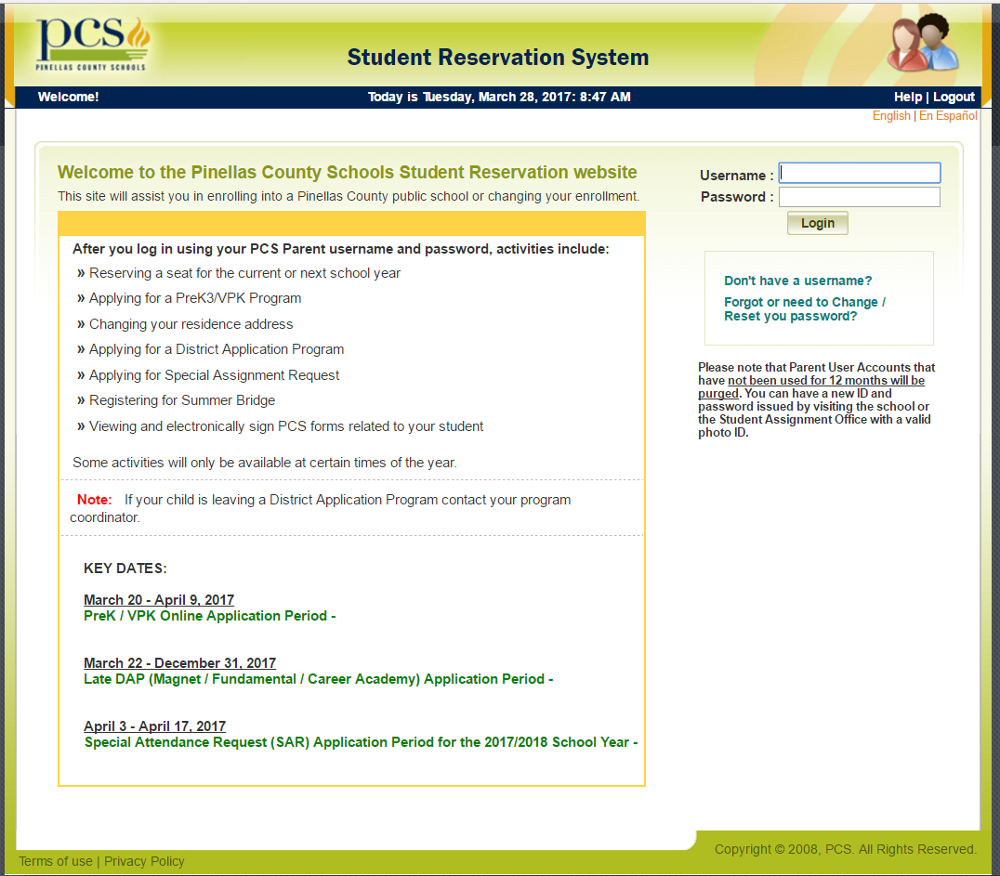 pcs
PINELLAS COUNTY SCHOOLS
Student Reservation System
Welcome!
Today is Tuesday, March 28, 2017: 8:47 AM
Help | Logout
English | En Español
Welcome to the Pinellas County Schools Student Reservation website
This site will assist you in enrolling into a Pinellas County public school or changing your enrollment.
After you log in using your PCS Parent username and password, activities include:
» Reserving a seat for the current or next school year
» Applying for a PreK3/VPK Program
» Changing your residence address
» Applying for a District Application Program
» Applying for Special Assignment Request
» Registering for Summer Bridge
» Viewing and electronically sign PCS forms related to your student
Some activities will only be available at certain times of the year.
Note: If your child is leaving a District Application Program contact your program
coordinator.
KEY DATES:
March 20 - April 9, 2017
PreK / VPK Online Application Period -
March 22 - December 31, 2017
Late DAP (Magnet / Fundamental / Career Academy) Application Period -
April 3 - April 17, 2017
Special Attendance Request (SAR) Application Period for the 2017/2018 School Year -
Username :
Password :
Login
Don't have a username?
Forgot or need to Change /
Reset you password?
Please note that Parent User Accounts that
have not been used for 12 months will be
purged. You can have a new ID and
password issued by visiting the school or
the Student Assignment Office with a valid
photo ID.
Terms of use | Privacy Policy
Copyright © 2008, PCS. All Rights Reserved.